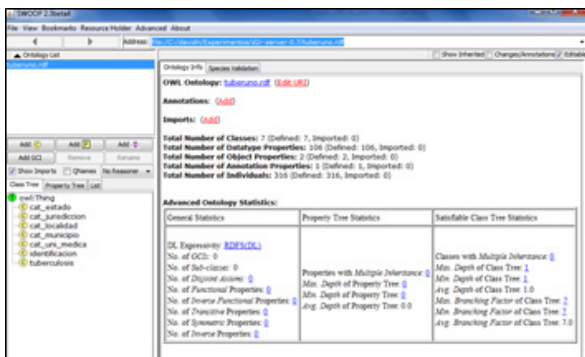 SWOOP 2.3beta4
File View Bookmarks Resource Holder Advanced About
Address:
Ontology List
tuberuno.rdf
Show Inherited Changes/Annotations Editable
Ontology Info Species Validation
OWL Ontology: tuberuno.rdf (Edit URI)
Annotations: (Add)
Imports: (Add)
Total Number of Classes: 7 (Defined: 7, Imported: 0)
Total Number of Datatype Properties: 106 (Defined: 106, Imported: 0)
Total Number of Object Properties: 2 (Defined: 2, Imported: 0)
Total Number of Annotation Properties: 1 (Defined: 1, Imported: 0)
Total Number of Individuals: 316 (Defined: 316, Imported: 0)
Add C Add P Add I
Add GCI Remove Rename
Show Imports QNames No Reasoner
Class Tree Property Tree List
owl:Thing
cat_estado
cat_jurisdiccion
cat_localidad
cat_municipio
cat_uni_medica
identificacion
tuberculosis
Advanced Ontology Statistics:
General Statistics
DL Expressivity: RDFS(DL)
No. of GCIs: 0
No. of Sub-classes: 0
No. of Disjoint Axioms: 0
No. of Functional Properties: 0
No. of Inverse Functional Properties: 0
No. of Transitive Properties: 0
No. of Symmetric Properties: 0
No. of Inverse Properties: 0
Property Tree Statistics
Properties with Multiple Inheritance: 0
Max. Depth of Property Tree: 0
Min. Depth of Property Tree: 0
Avg. Depth of Property Tree: 0.0
Satisfiable Class Tree Statistics
Classes with Multiple Inheritance: 0
Max. Depth of Class Tree: 1
Min. Depth of Class Tree: 1
Avg. Depth of Class Tree: 1.0
Max. Branching Factor of Class Tree: 7
Min. Branching Factor of Class Tree: 7
Avg. Branching Factor of Class Tree: 7.0